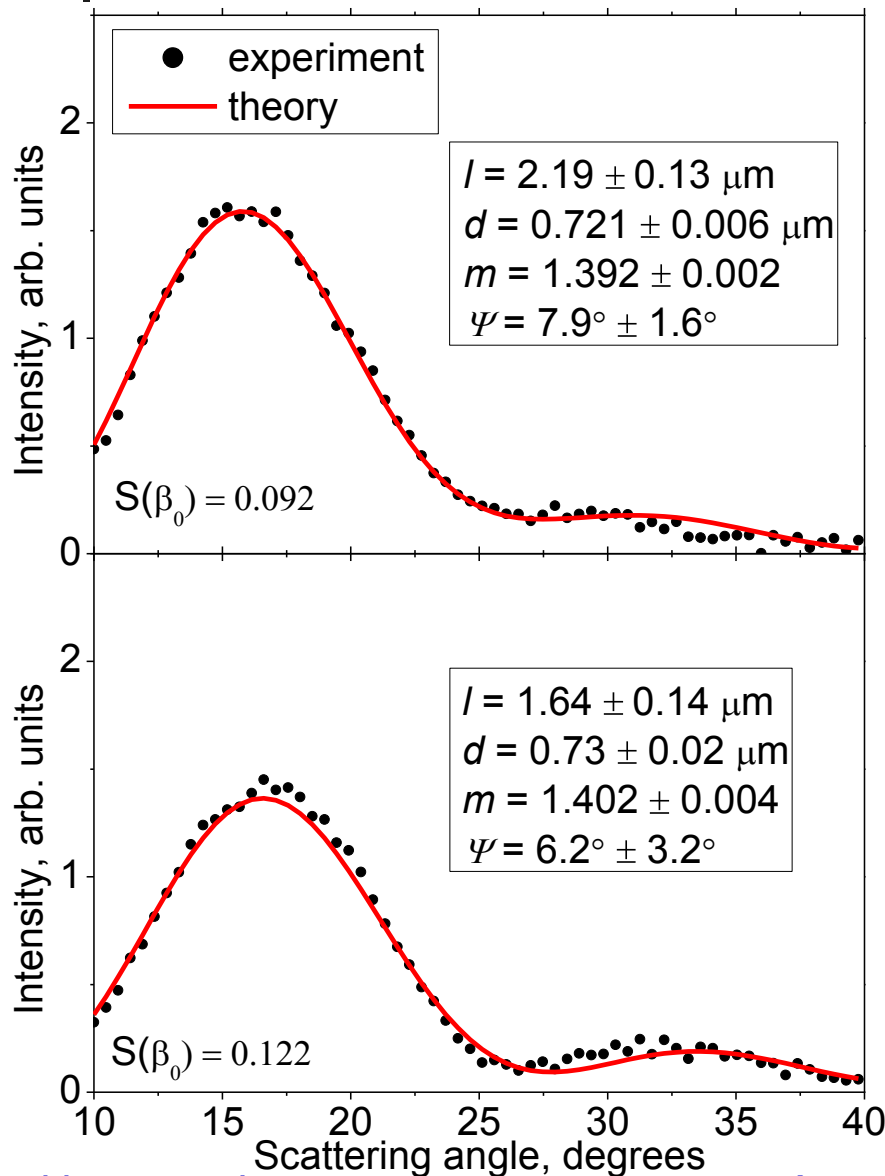 experiment
theory
2
1
0
Intensity, arb. units
l = 2.19 ± 0.13 μm
d = 0.721 ± 0.006 μm
m = 1.392 ± 0.002
Ψ = 7.9° ± 1.6°
S(β₀) = 0.092
2
1
0
Intensity, arb. units
l = 1.64 ± 0.14 μm
d = 0.73 ± 0.02 μm
m = 1.402 ± 0.004
Ψ = 6.2° ± 3.2°
S(β₀) = 0.122
10 15 20 25 30 35 40
Scattering angle, degrees